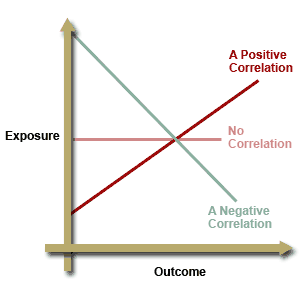 A Positive
Correlation
Exposure
No
Correlation
A Negative
Correlation
Outcome